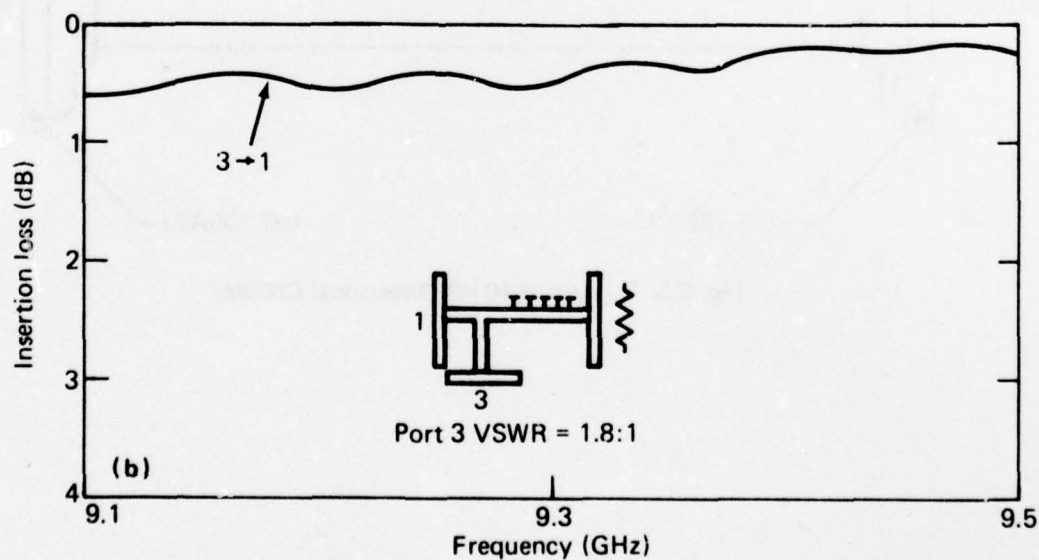 0
1
2
3
4
Insertion loss (dB)
3→1
1
3
Port 3 VSWR = 1.8:1
(b)
9.1
9.3
9.5
Frequency (GHz)